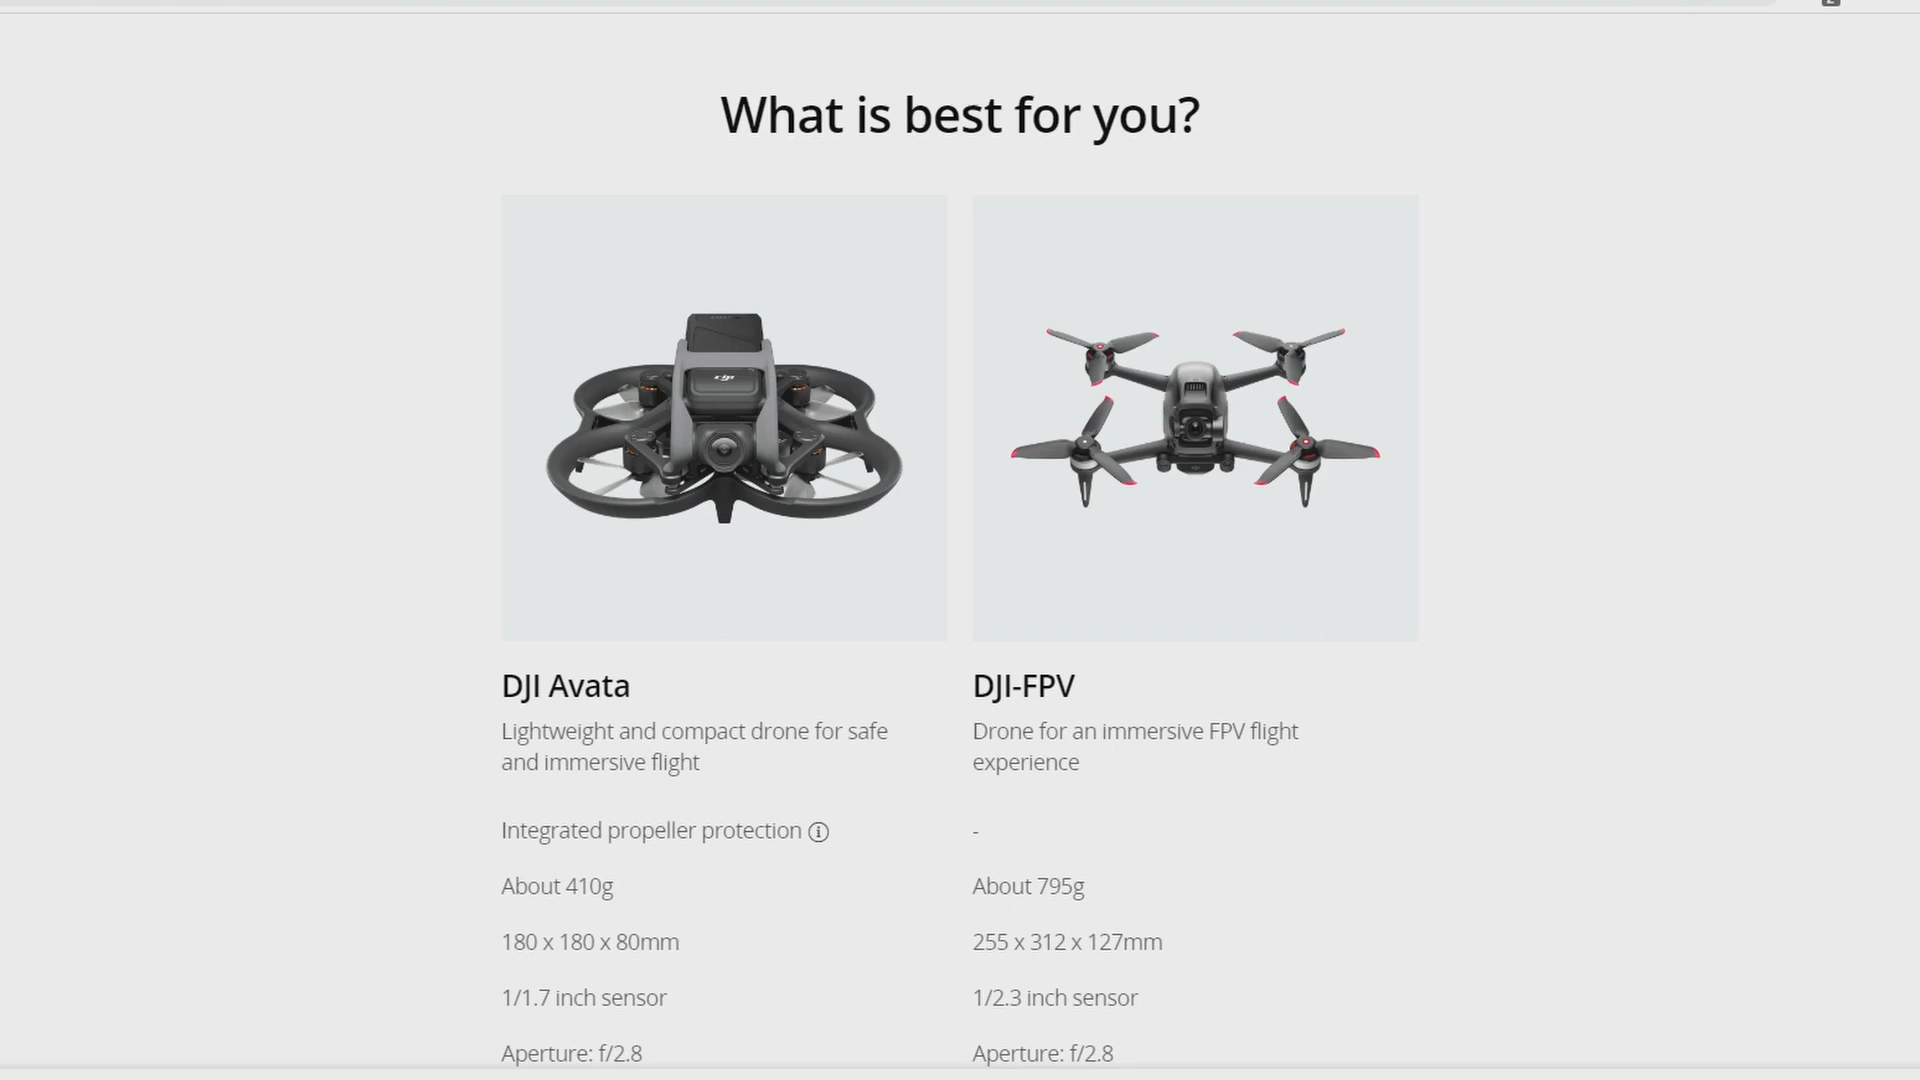 What is best for you?
DJI Avata
Lightweight and compact drone for safe
and immersive flight
Integrated propeller protection
About 410g
180 x 180 x 80mm
1/1.7 inch sensor
Aperture: f/2.8
DJI-FPV
Drone for an immersive FPV flight
experience
-
About 795g
255 x 312 x 127mm
1/2.3 inch sensor
Aperture: f/2.8